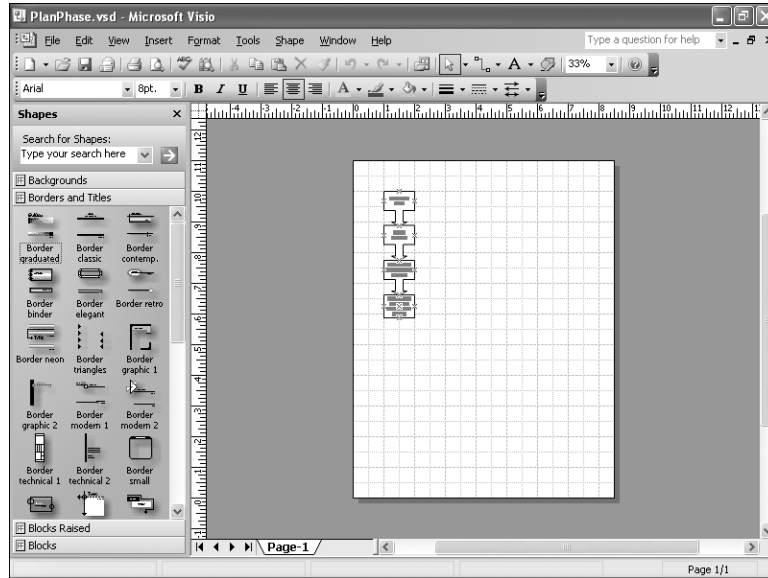 PlanPhase.vsd - Microsoft Visio
File Edit View Insert Format Tools Shape Window Help
Type a question for help
33%
Arial
8pt.
B I U
A
Shapes
Search for Shapes:
Type your search here
Backgrounds
Borders and Titles
Border graduated
Border classic
Border contemp.
Border binder
Border elegant
Border retro
Border neon
Border triangles
Border graphic 1
Border graphic 2
Border modern 1
Border modern 2
Border technical 1
Border technical 2
Border small
Blocks Raised
Blocks
Page-1
Page 1/1